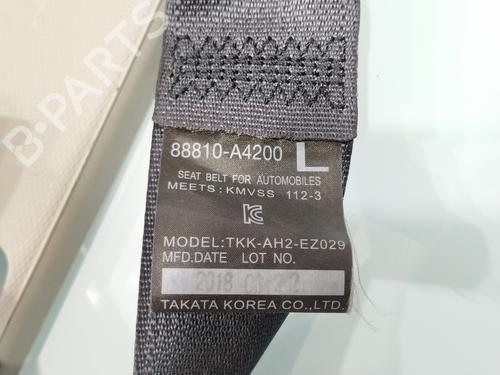 B-PARTS
88810-A4200 L
SEAT BELT FOR AUTOMOBILES
MEETS: KMVSS 112-3
MODEL:TKK-AH2-EZ029
MFD.DATE LOT NO.
2018
TAKATA KOREA CO.,LTD.